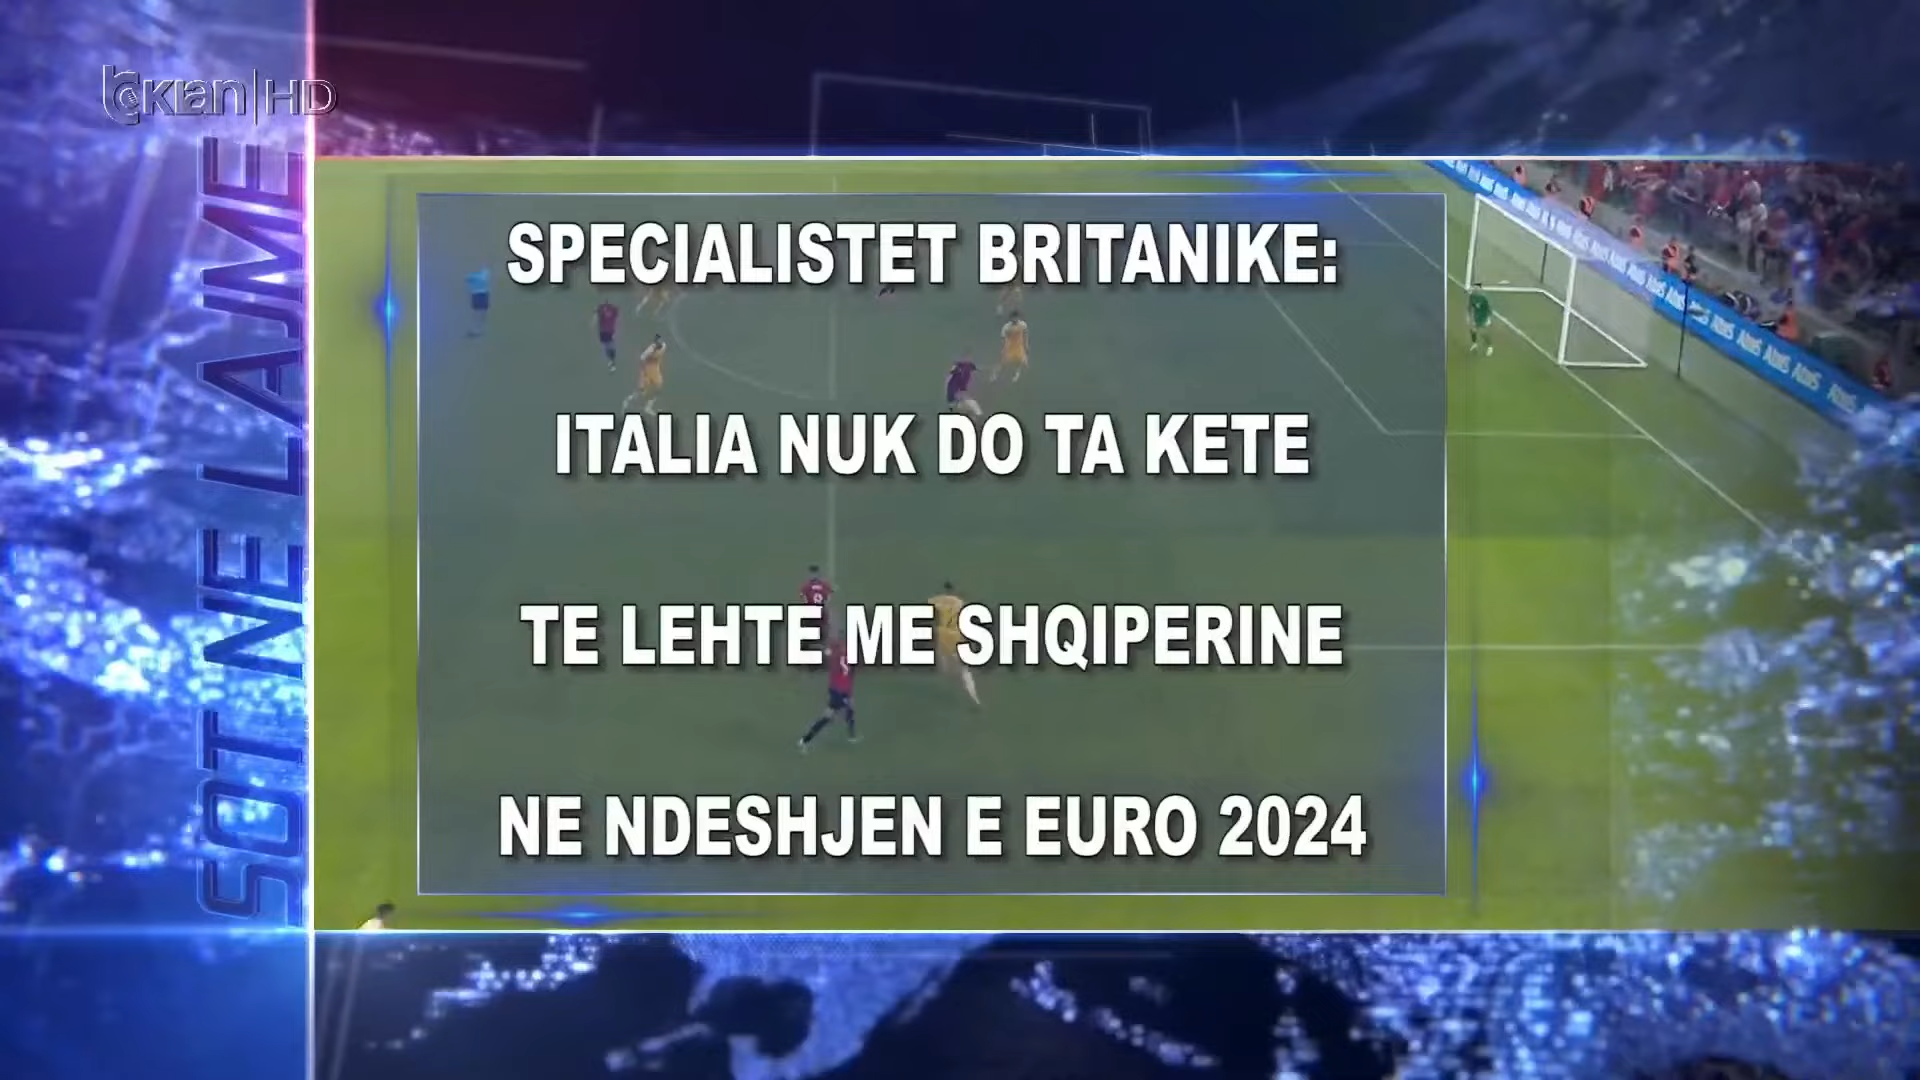 tv Klan|HD
SOT NE LAJME
SPECIALISTET BRITANIKE:
ITALIA NUK DO TA KETE
TE LEHTE ME SHQIPERINE
NE NDESHJEN E EURO 2024